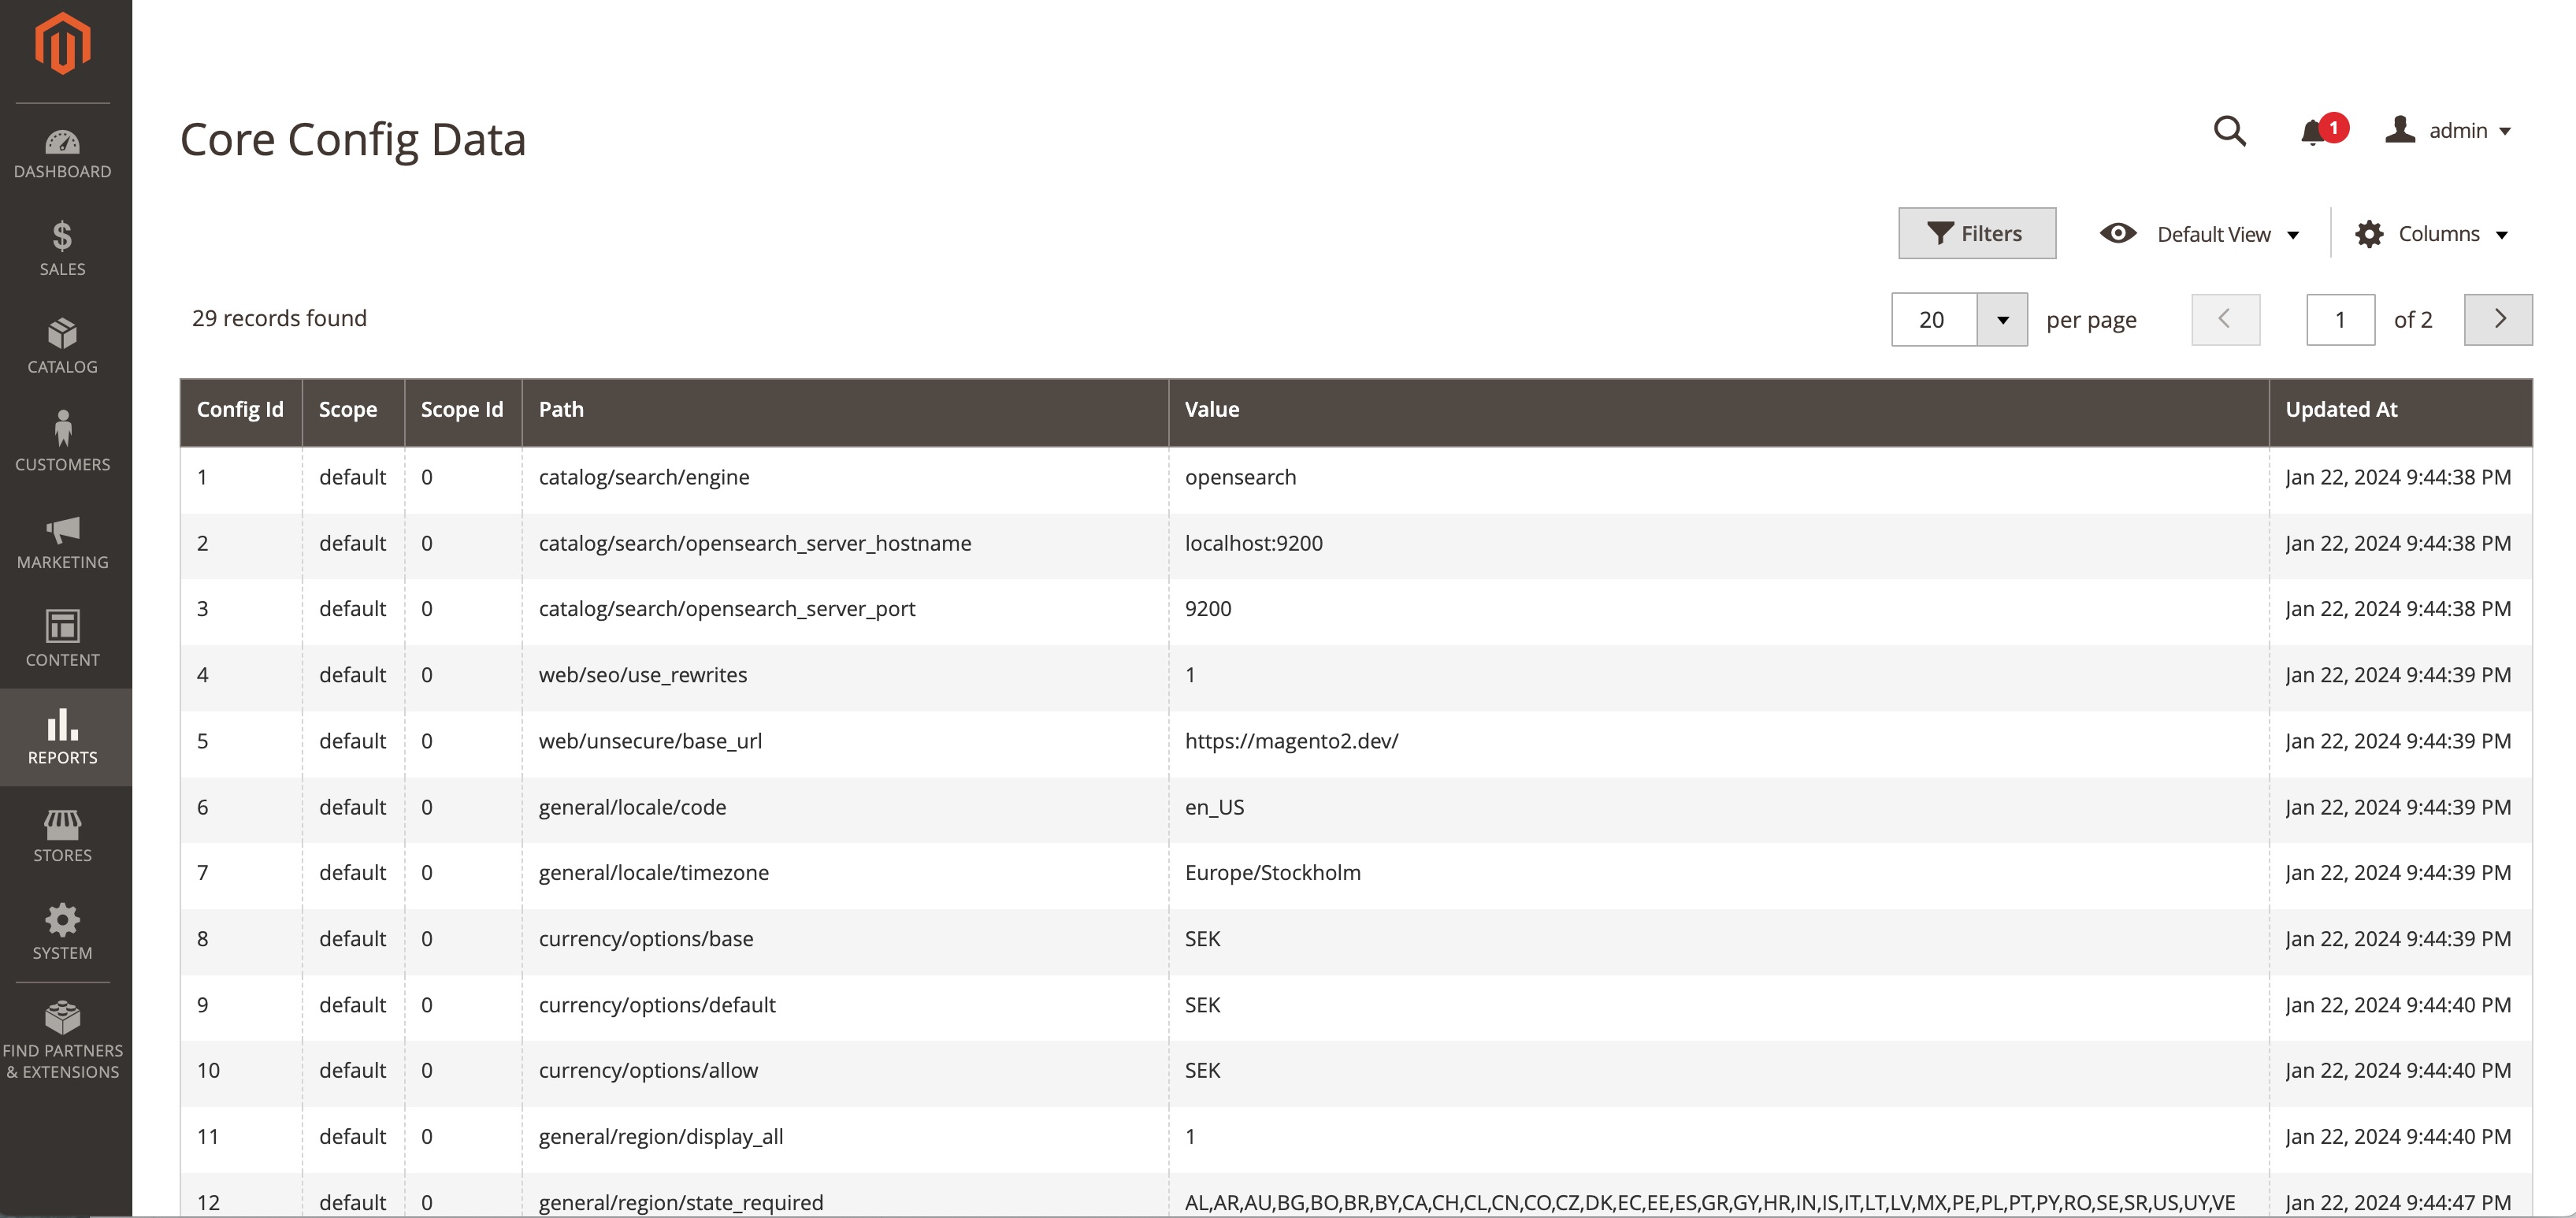 Core Config Data
1
admin
Filters
Default View
Columns
29 records found
20
per page
1
of 2
DASHBOARD
SALES
CATALOG
CUSTOMERS
MARKETING
CONTENT
REPORTS
STORES
SYSTEM
FIND PARTNERS
& EXTENSIONS
Config Id Scope Scope Id Path Value Updated At
1 default 0 catalog/search/engine opensearch Jan 22, 2024 9:44:38 PM
2 default 0 catalog/search/opensearch_server_hostname localhost:9200 Jan 22, 2024 9:44:38 PM
3 default 0 catalog/search/opensearch_server_port 9200 Jan 22, 2024 9:44:38 PM
4 default 0 web/seo/use_rewrites 1 Jan 22, 2024 9:44:39 PM
5 default 0 web/unsecure/base_url https://magento2.dev/ Jan 22, 2024 9:44:39 PM
6 default 0 general/locale/code en_US Jan 22, 2024 9:44:39 PM
7 default 0 general/locale/timezone Europe/Stockholm Jan 22, 2024 9:44:39 PM
8 default 0 currency/options/base SEK Jan 22, 2024 9:44:39 PM
9 default 0 currency/options/default SEK Jan 22, 2024 9:44:40 PM
10 default 0 currency/options/allow SEK Jan 22, 2024 9:44:40 PM
11 default 0 general/region/display_all 1 Jan 22, 2024 9:44:40 PM
12 default 0 general/region/state_required AL,AR,AU,BG,BO,BR,BY,CA,CH,CL,CN,CO,CZ,DK,EC,EE,ES,GR,GY,HR,IN,IS,IT,LT,LV,MX,PE,PL,PT,PY,RO,SE,SR,US,UY,VE Jan 22, 2024 9:44:47 PM